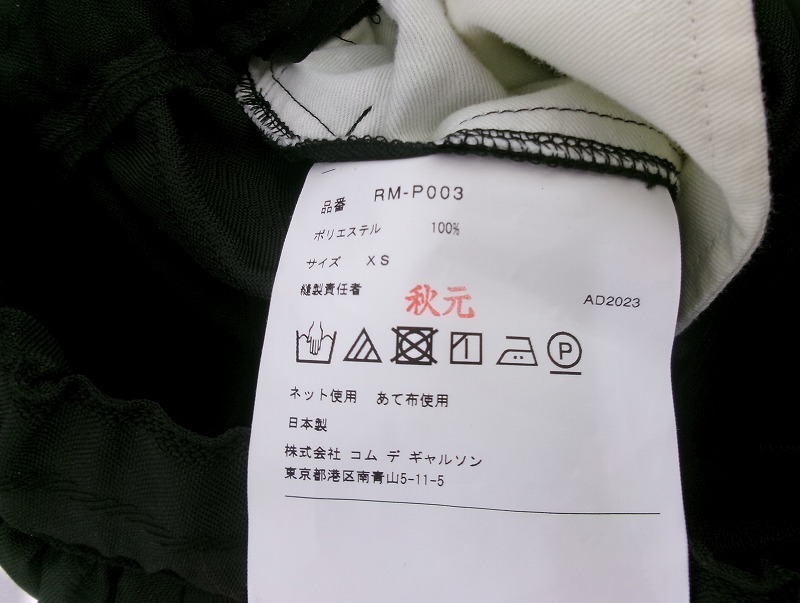 品番 RM-P003
ポリエステル 100%
サイズ XS
縫製責任者 秋元 AD2023
P
ネット使用 あて布使用
日本製
株式会社 コム デ ギャルソン
東京都港区南青山5-11-5